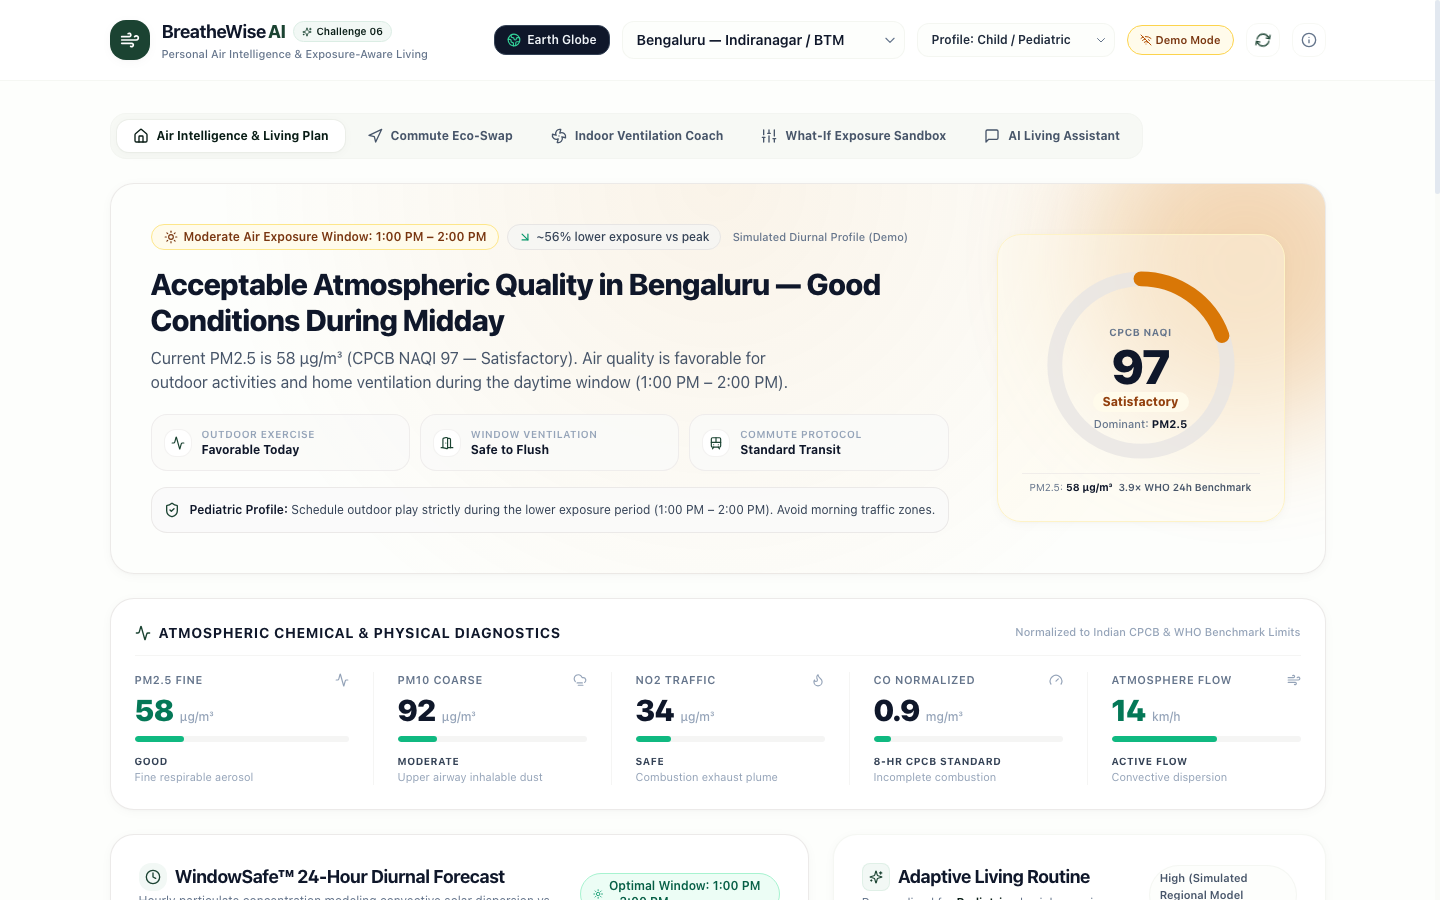 BreatheWise AI
Challenge 06
Personal Air Intelligence & Exposure-Aware Living
Earth Globe
Bengaluru — Indiranagar / BTM
Profile: Child / Pediatric
Demo Mode
Air Intelligence & Living Plan
Commute Eco-Swap
Indoor Ventilation Coach
What-If Exposure Sandbox
AI Living Assistant
Moderate Air Exposure Window: 1:00 PM – 2:00 PM
~56% lower exposure vs peak
Simulated Diurnal Profile (Demo)
Acceptable Atmospheric Quality in Bengaluru — Good
Conditions During Midday
Current PM2.5 is 58 µg/m³ (CPCB NAQI 97 — Satisfactory). Air quality is favorable for
outdoor activities and home ventilation during the daytime window (1:00 PM – 2:00 PM).
OUTDOOR EXERCISE
Favorable Today
WINDOW VENTILATION
Safe to Flush
COMMUTE PROTOCOL
Standard Transit
Pediatric Profile: Schedule outdoor play strictly during the lower exposure period (1:00 PM – 2:00 PM). Avoid morning traffic zones.
CPCB NAQI
97
Satisfactory
Dominant: PM2.5
PM2.5: 58 µg/m³ 3.9× WHO 24h Benchmark
ATMOSPHERIC CHEMICAL & PHYSICAL DIAGNOSTICS
Normalized to Indian CPCB & WHO Benchmark Limits
PM2.5 FINE
58 µg/m³
GOOD
Fine respirable aerosol
PM10 COARSE
92 µg/m³
MODERATE
Upper airway inhalable dust
NO2 TRAFFIC
34 µg/m³
SAFE
Combustion exhaust plume
CO NORMALIZED
0.9 mg/m³
8-HR CPCB STANDARD
Incomplete combustion
ATMOSPHERE FLOW
14 km/h
ACTIVE FLOW
Convective dispersion
WindowSafe™ 24-Hour Diurnal Forecast
Optimal Window: 1:00 PM
Adaptive Living Routine
High (Simulated
Regional Model